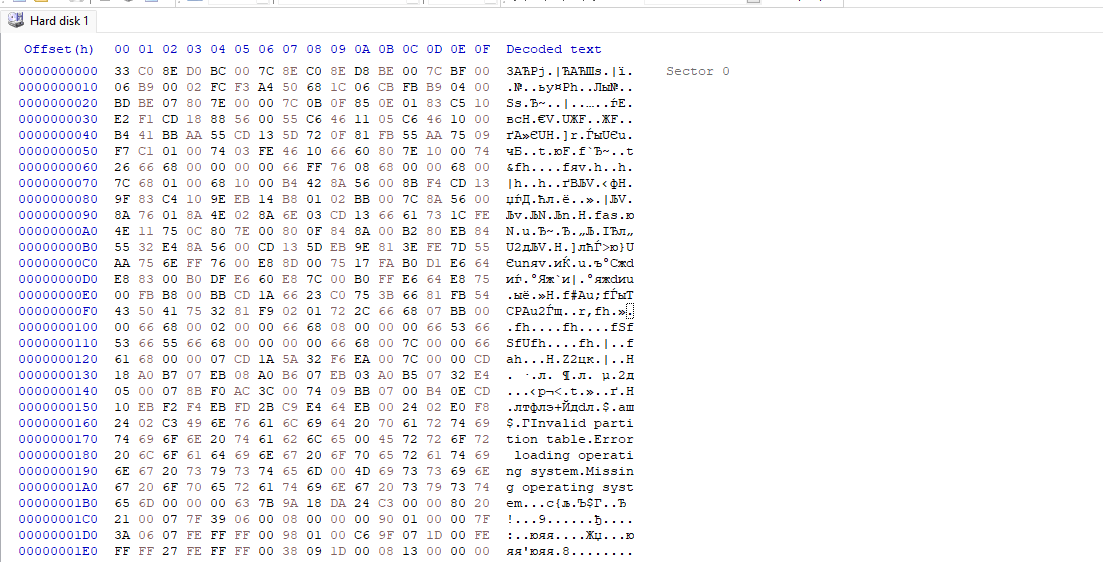 Hard disk 1
Offset(h) 00 01 02 03 04 05 06 07 08 09 0A 0B 0C 0D 0E 0F Decoded text
0000000000 33 C0 8E D0 BC 00 7C 8E C0 8E D8 BE 00 7C BF 00 3АЋРј.|ЋАЋШѕ.|ї. Sector 0
0000000010 06 B9 00 02 FC F3 A4 50 68 1C 06 CB FB B9 04 00 .№..ьу¤Ph..Лы№..
0000000020 BD BE 07 80 7E 00 00 7C 0B 0F 85 0E 01 83 C5 10 Ѕѕ.Ђ~..|..…..ѓЕ.
0000000030 E2 F1 CD 18 88 56 00 55 C6 46 11 05 C6 46 10 00 всН.€V.UЖF..ЖF..
0000000040 B4 41 BB AA 55 CD 13 5D 72 0F 81 FB 55 AA 75 09 ґA»ЄUН.]r.ЃыUЄu.
0000000050 F7 C1 01 00 74 03 FE 46 10 66 60 80 7E 10 00 74 чБ..t.юF.f`Ђ~..t
0000000060 26 66 68 00 00 00 00 66 FF 76 08 68 00 00 68 00 &fh....fяv.h..h.
0000000070 7C 68 01 00 68 10 00 B4 42 8A 56 00 8B F4 CD 13 |h..h..ґBЉV.‹фН.
0000000080 9F 83 C4 10 9E EB 14 B8 01 02 BB 00 7C 8A 56 00 џѓД.ћл.ё..».|ЉV.
0000000090 8A 76 01 8A 4E 02 8A 6E 03 CD 13 66 61 73 1C FE Љv.ЉN.Љn.Н.fas.ю
00000000A0 4E 11 75 0C 80 7E 00 80 0F 84 8A 00 B2 80 EB 84 N.u.Ђ~.Ђ.„Љ.ІЂл„
00000000B0 55 32 E4 8A 56 00 CD 13 5D EB 9E 81 3E FE 7D 55 U2дЉV.Н.]лћЃ>ю}U
00000000C0 AA 75 6E FF 76 00 E8 8D 00 75 17 FA B0 D1 E6 64 Єunяv.иЌ.u.ъ°Сжd
00000000D0 E8 83 00 B0 DF E6 60 E8 7C 00 B0 FF E6 64 E8 75 иѓ.°Яж`и|.°яжdиu
00000000E0 00 FB B8 00 BB CD 1A 66 23 C0 75 3B 66 81 FB 54 .ыё.»Н.f#Аu;fЃыT
00000000F0 43 50 41 75 32 81 F9 02 01 72 2C 66 68 07 BB 00 CPAu2Ѓщ..r,fh.».
0000000100 00 66 68 00 02 00 00 66 68 08 00 00 00 66 53 66 .fh....fh....fSf
0000000110 53 66 55 66 68 00 00 00 00 66 68 00 7C 00 00 66 SfUfh....fh.|..f
0000000120 61 68 00 00 07 CD 1A 5A 32 F6 EA 00 7C 00 00 CD ah...Н.Z2цк.|..Н
0000000130 18 A0 B7 07 EB 08 A0 B6 07 EB 03 A0 B5 07 32 E4 . ·.л. ¶.л. µ.2д
0000000140 05 00 07 8B F0 AC 3C 00 74 09 BB 07 00 B4 0E CD ...‹р¬<.t.»..ґ.Н
0000000150 10 EB F2 F4 EB FD 2B C9 E4 64 EB 00 24 02 E0 F8 .лтфлэ+Йдdл.$.аш
0000000160 24 02 C3 49 6E 76 61 6C 69 64 20 70 61 72 74 69 $.ГInvalid parti
0000000170 74 69 6F 6E 20 74 61 62 6C 65 00 45 72 72 6F 72 tion table.Error
0000000180 20 6C 6F 61 64 69 6E 67 20 6F 70 65 72 61 74 69 loading operati
0000000190 6E 67 20 73 79 73 74 65 6D 00 4D 69 73 73 69 6E ng system.Missin
00000001A0 67 20 6F 70 65 72 61 74 69 6E 67 20 73 79 73 74 g operating syst
00000001B0 65 6D 00 00 00 63 7B 9A 18 DA 24 C3 00 00 80 20 em...c{љ.Ъ$Г..Ђ
00000001C0 21 00 07 7F 39 06 00 08 00 00 00 90 01 00 00 7F !...9......ђ....
00000001D0 3A 06 07 FE FF FF 00 98 01 00 C6 9F 07 1D 00 FE :..юяя....Жџ...ю
00000001E0 FF FF 27 FE FF FF 00 38 09 1D 00 08 13 00 00 00 яя'юяя.8........